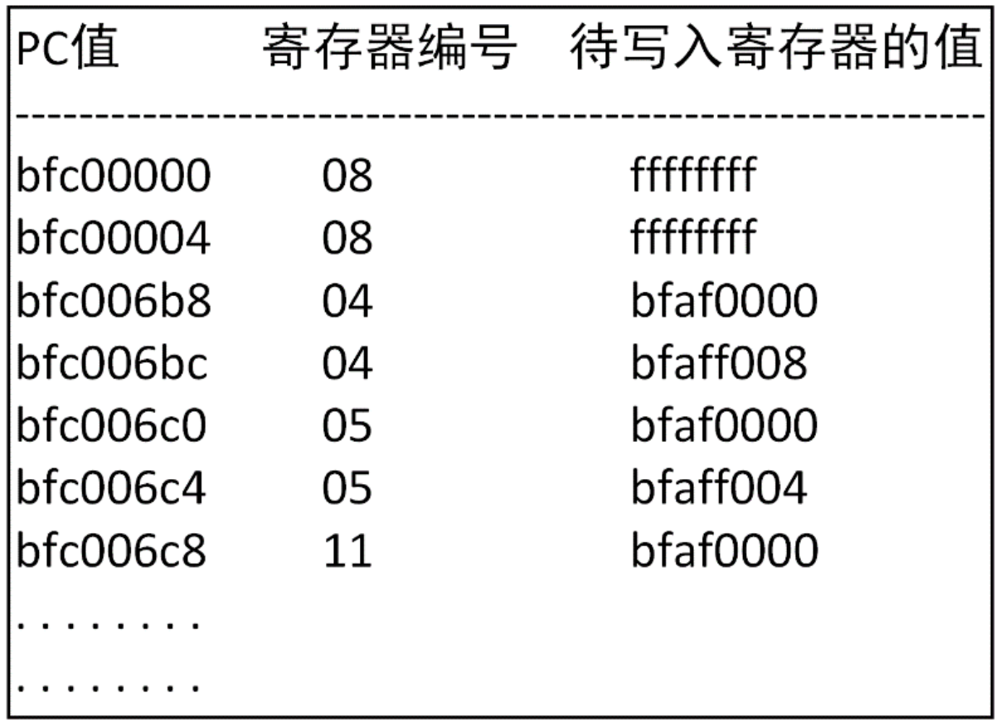 PC值 寄存器编号 待写入寄存器的值
------------------------------------------------------------------------
bfc00000 08 ffffffff
bfc00004 08 ffffffff
bfc006b8 04 bfaf0000
bfc006bc 04 bfaff008
bfc006c0 05 bfaf0000
bfc006c4 05 bfaff004
bfc006c8 11 bfaf0000
. . . . . . . .
. . . . . . . .